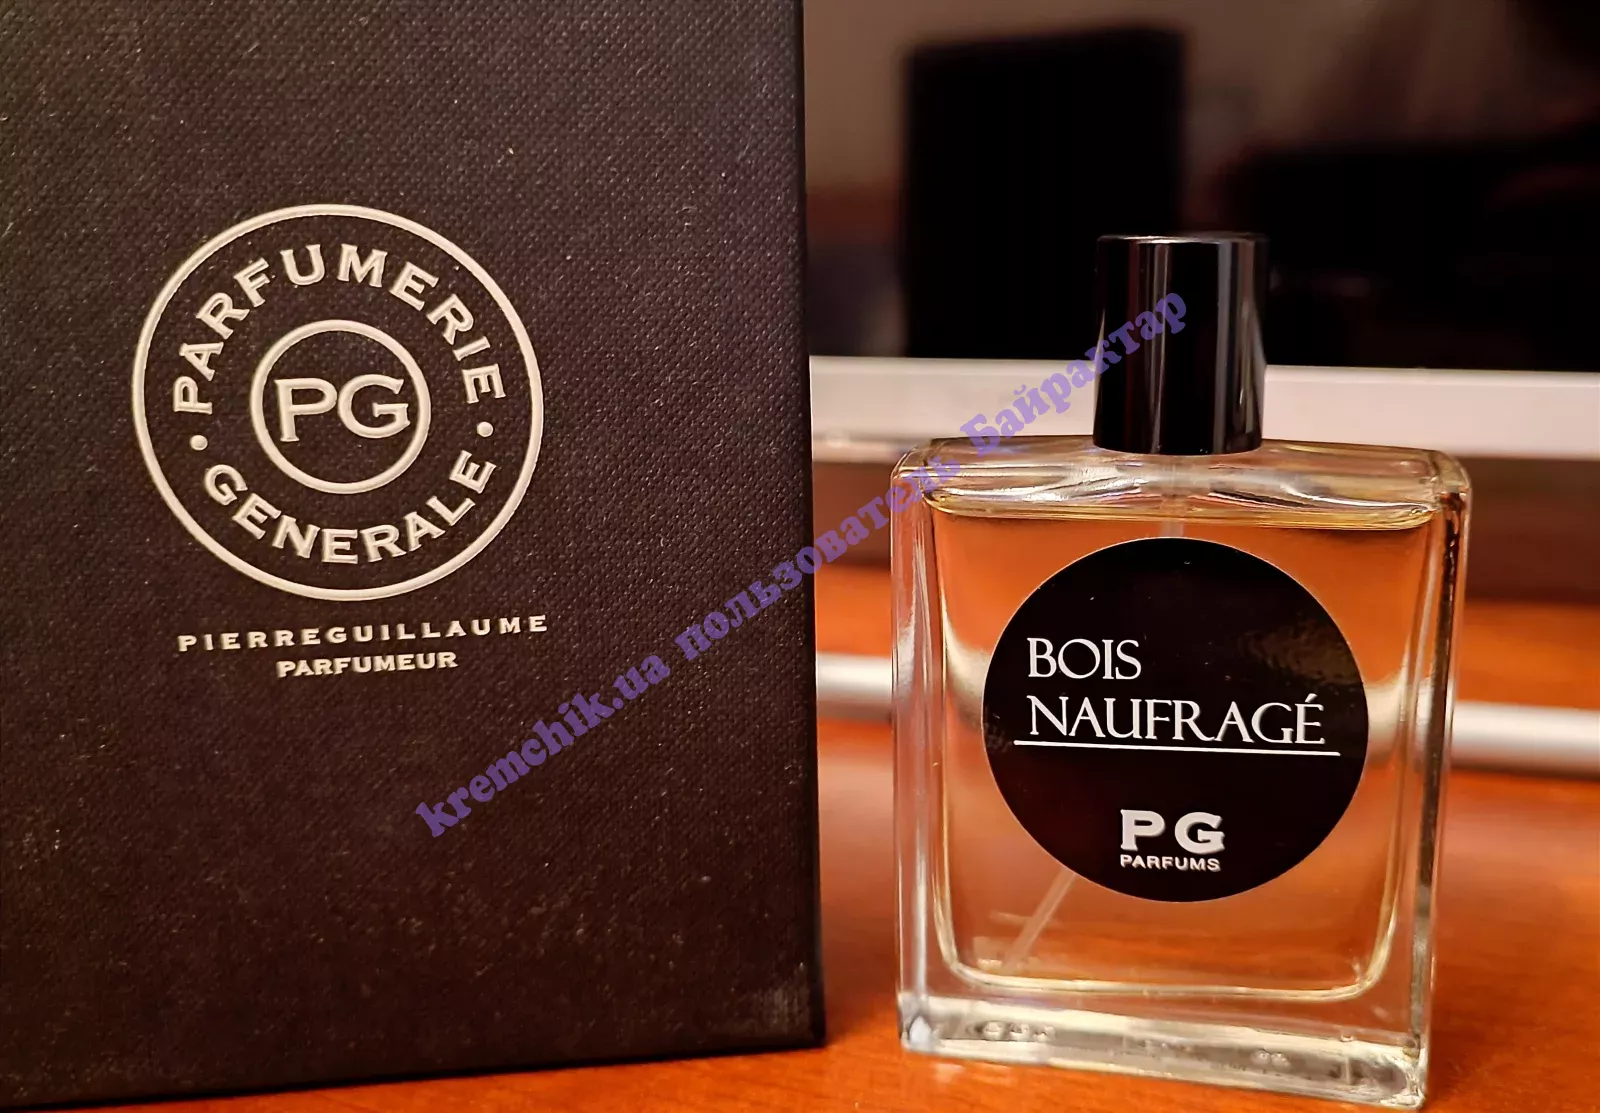 PARFUMERIE
GENERALE
PG
PIERREGUILLAUME
PARFUMEUR
BOIS
NAUFRAGÉ
PG
PARFUMS
kremchik.ua пользователь Байрактар